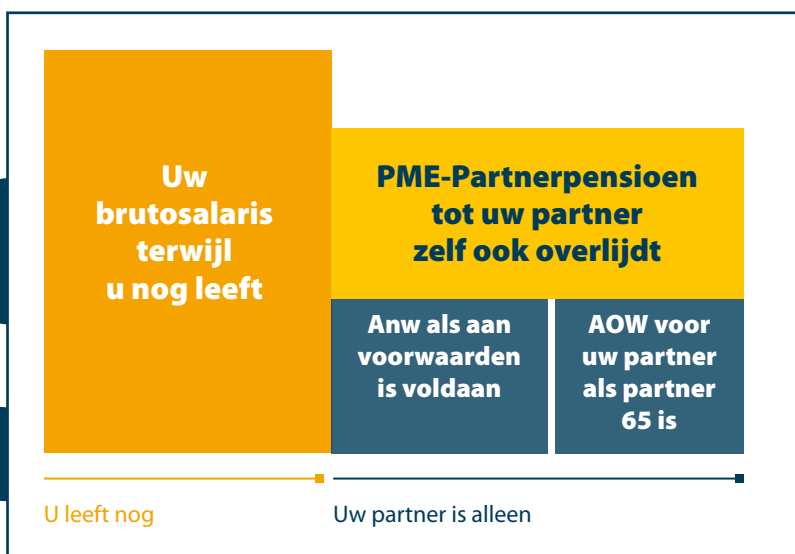 Uw
brutosalaris
terwijl
u nog leeft
PME-Partnerpensioen
tot uw partner
zelf ook overlijdt
Anw als aan
voorwaarden
is voldaan
AOW voor
uw partner
als partner
65 is
U leeft nog
Uw partner is alleen